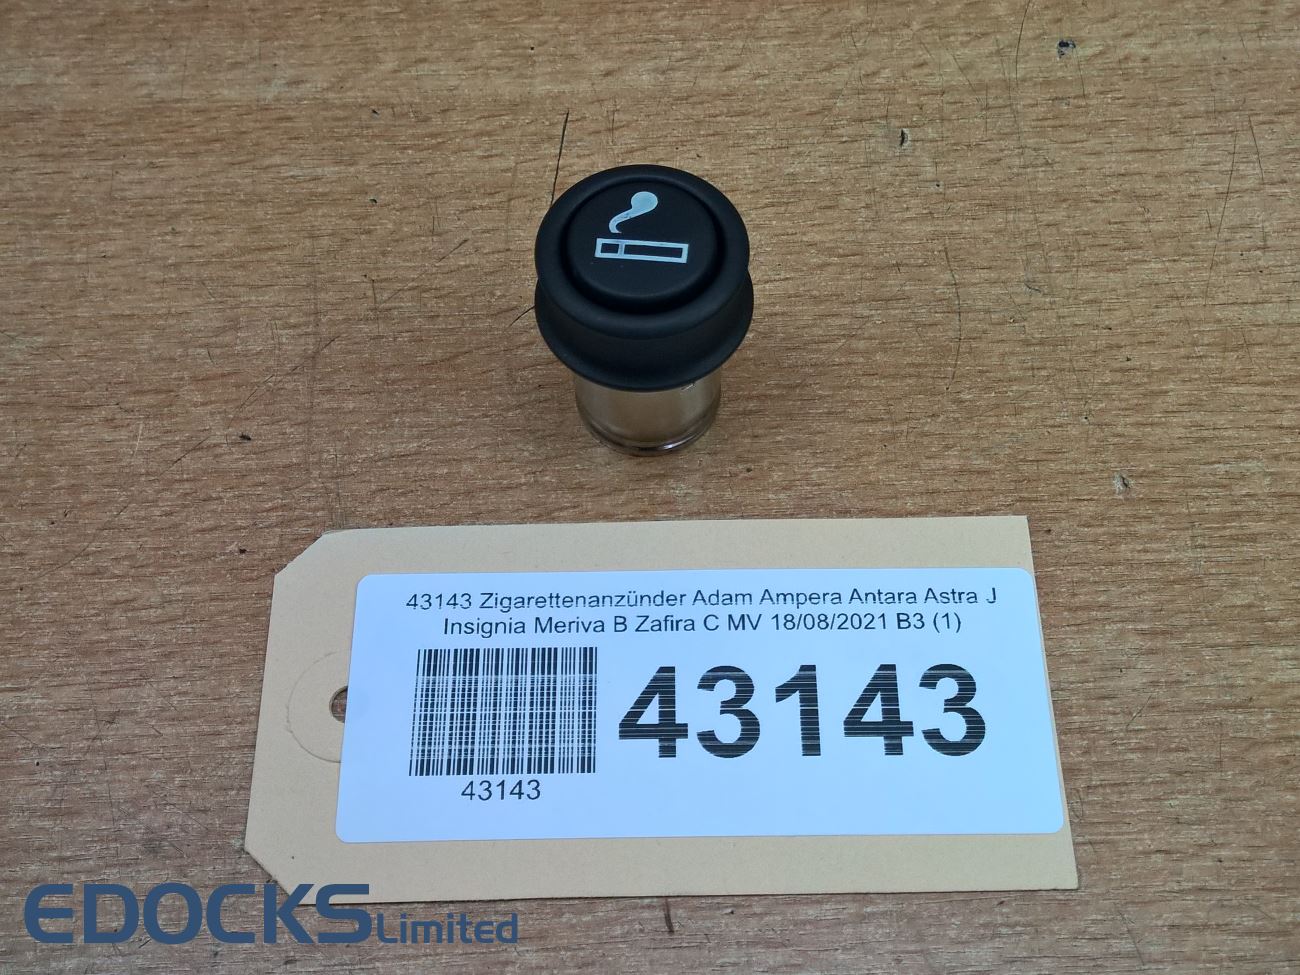 43143 Zigarettenanzünder Adam Ampera Antara Astra J
Insignia Meriva B Zafira C MV 18/08/2021 B3 (1)
43143
43143
EDOCKS Limited